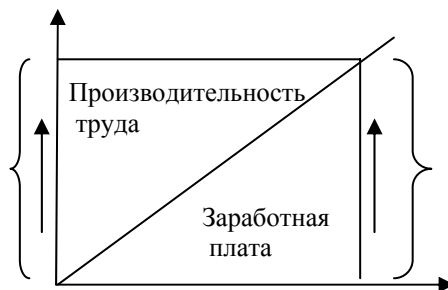 Производительность
труда
Заработная
плата